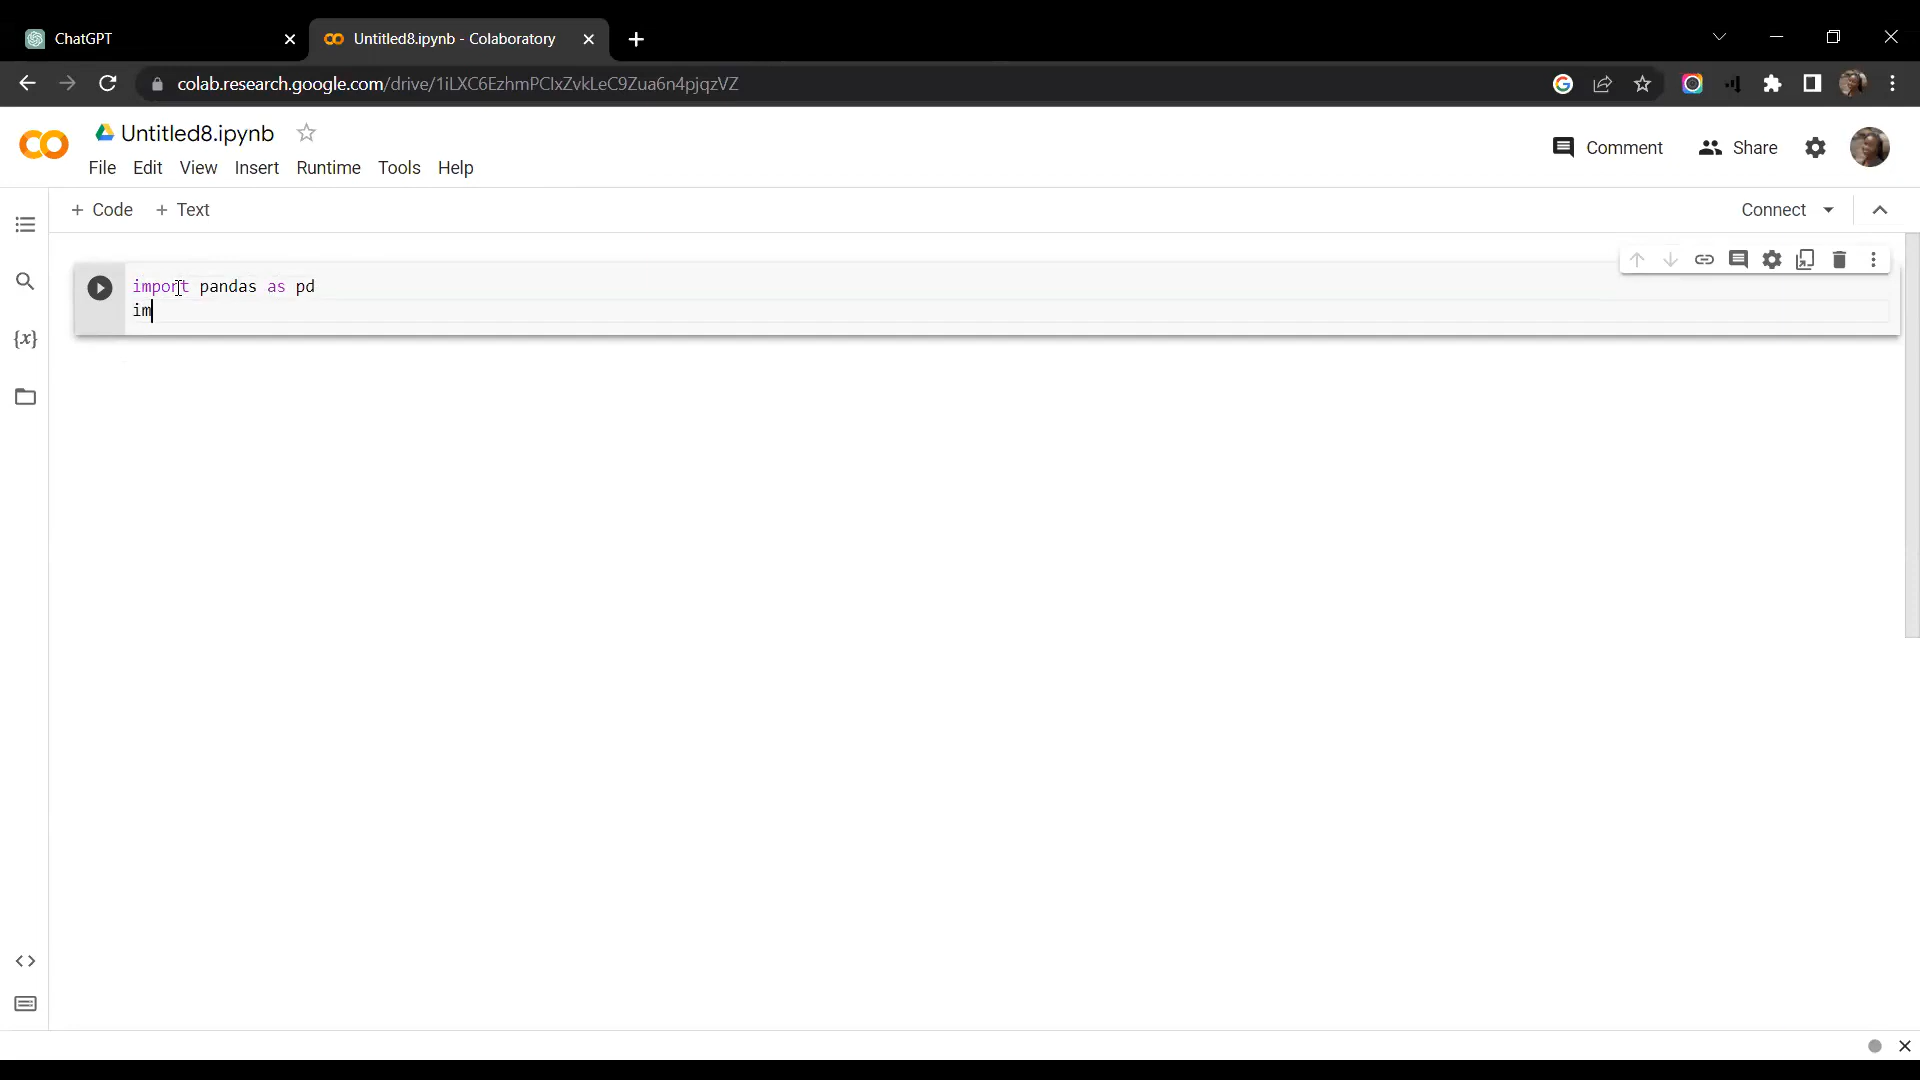 ChatGPT
Untitled8.ipynb - Colaboratory
colab.research.google.com/drive/1iLXC6EzhmPCIxZvkLeC9Zua6n4pjqzVZ
Untitled8.ipynb
File Edit View Insert Runtime Tools Help
Comment
Share
+ Code + Text
Connect
import pandas as pd
im
{x}